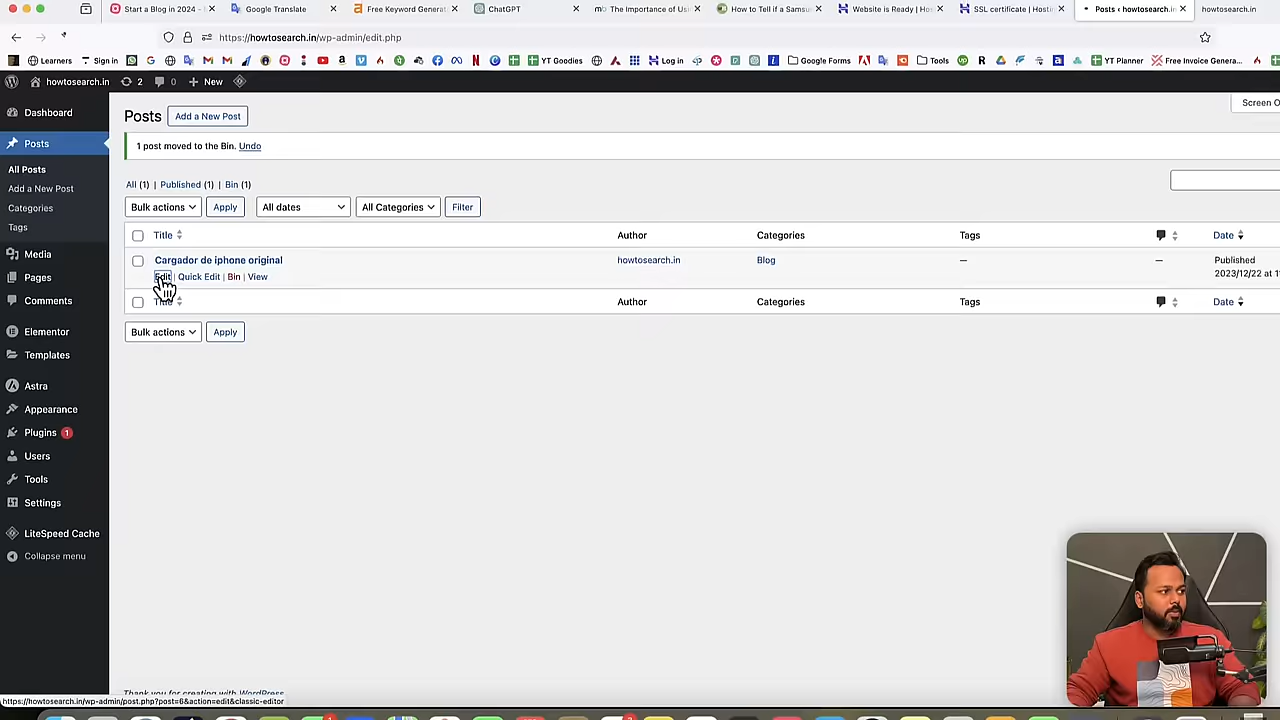 Start a Blog in 2024 -
Google Translate
Free Keyword Generat
ChatGPT
The Importance of Us
How to Tell if a Samsu
Website is Ready | Ho
SSL certificate | Hosti
Posts ‹ howtosearch.in
howtosearch.in
https://howtosearch.in/wp-admin/edit.php
Learners
Sign in
YT Goodies
Log in
Google Forms
Tools
YT Planner
Free Invoice Genera...
howtosearch.in
2
0
+ New
Dashboard
Posts
All Posts
Add a New Post
Categories
Tags
Media
Pages
Comments
Elementor
Templates
Astra
Appearance
Plugins 1
Users
Tools
Settings
LiteSpeed Cache
Collapse menu
Posts
Add a New Post
Screen O
1 post moved to the Bin. Undo
All (1) | Published (1) | Bin (1)
Bulk actions
Apply
All dates
All Categories
Filter
Title
Author
Categories
Tags
Date
Cargador de iphone original
howtosearch.in
Blog
—
—
Published
2023/12/22 at 1
Edit | Quick Edit | Bin | View
Title
Author
Categories
Tags
Date
Bulk actions
Apply
Thank you for creating with WordPress
https://howtosearch.in/wp-admin/post.php?post=6&action=edit&classic-editor